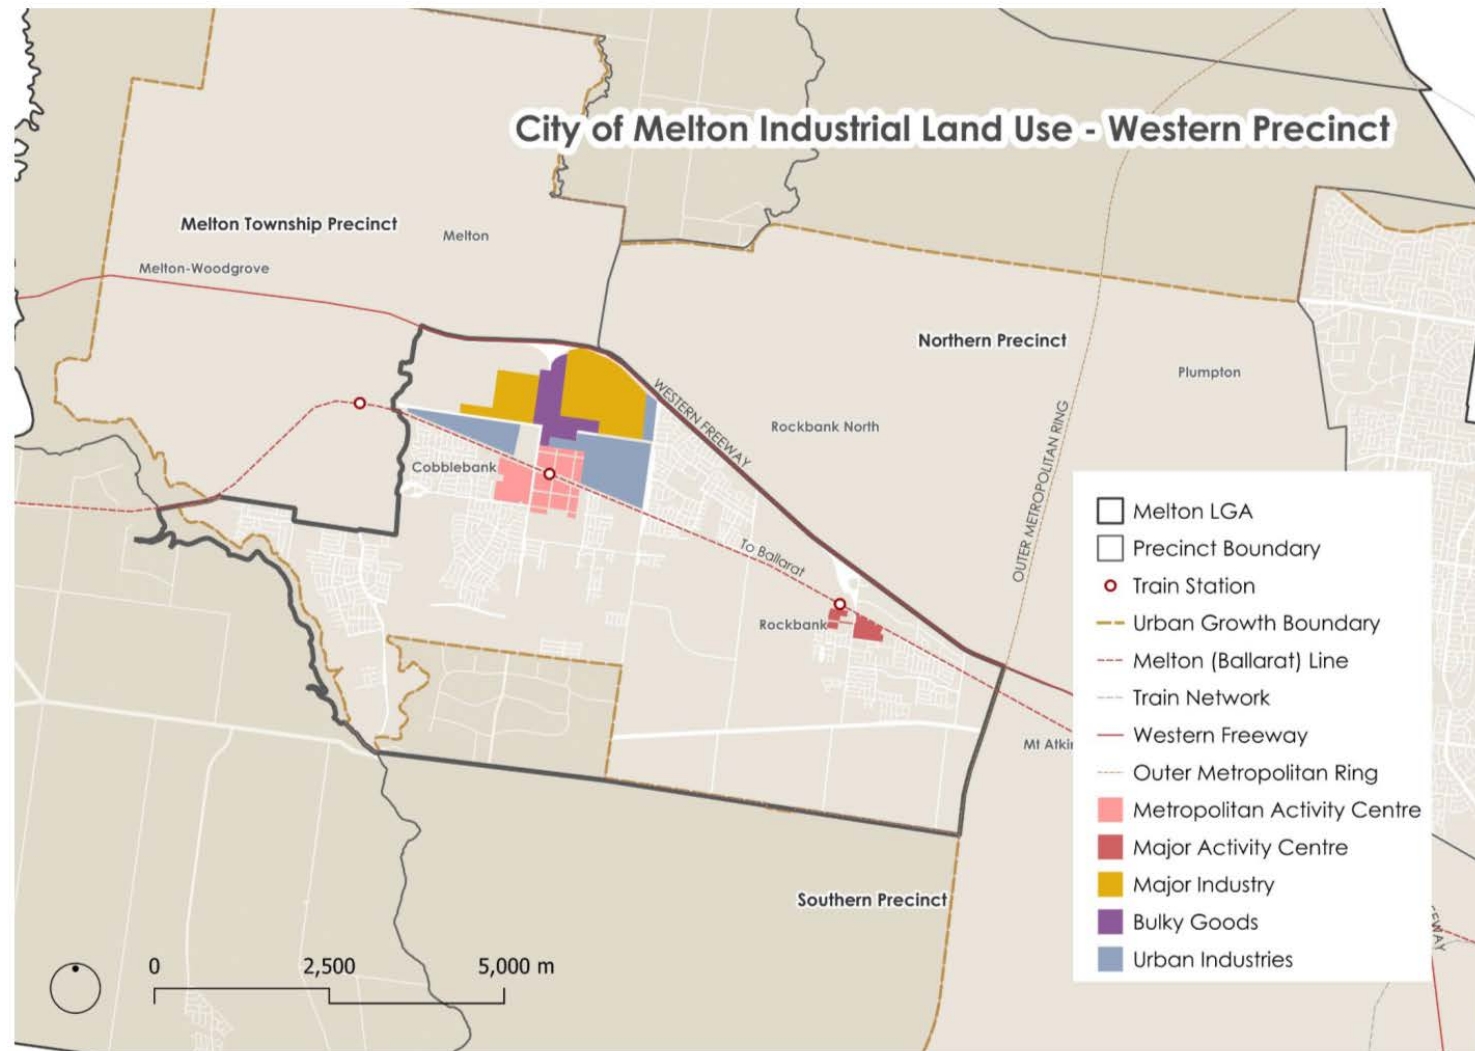 City of Melton Industrial Land Use - Western Precinct
Melton Township Precinct
Melton
Melton-Woodgrove
Northern Precinct
Plumpton
WESTERN FREEWAY
OUTER METROPOLITAN RING
Rockbank North
Cobblebank
To Ballarat
Rockbank
Mt Atki
Southern Precinct
0 2,500 5,000 m
Melton LGA
Precinct Boundary
Train Station
Urban Growth Boundary
Melton (Ballarat) Line
Train Network
Western Freeway
Outer Metropolitan Ring
Metropolitan Activity Centre
Major Activity Centre
Major Industry
Bulky Goods
Urban Industries